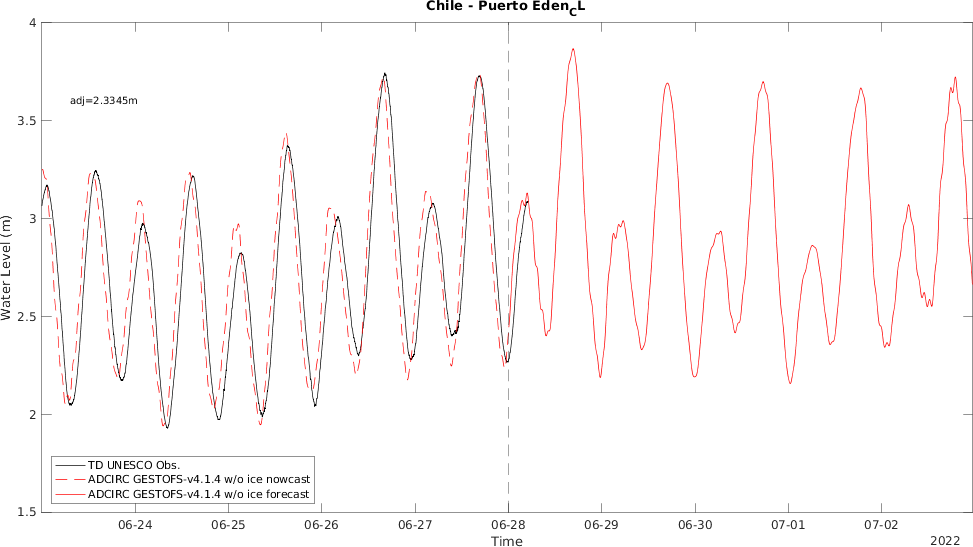 Chile - Puerto Eden_CL
adj=2.3345m
Water Level (m)
4
3.5
3
2.5
2
1.5
TD UNESCO Obs.
ADCIRC GESTOFS-v4.1.4 w/o ice nowcast
ADCIRC GESTOFS-v4.1.4 w/o ice forecast
06-24 06-25 06-26 06-27 06-28 06-29 06-30 07-01 07-02
Time
2022